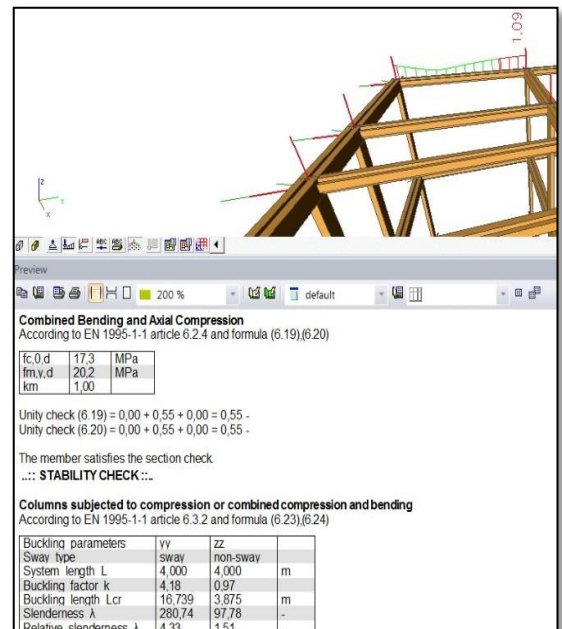 1.09
z
Y
X
Preview
200 %
default
Combined Bending and Axial Compression
According to EN 1995-1-1 article 6.2.4 and formula (6.19),(6.20)
fc,0,d 17,3 MPa
fm,y,d 20,2 MPa
km 1,00
Unity check (6.19) = 0,00 + 0,55 + 0,00 = 0,55 -
Unity check (6.20) = 0,00 + 0,55 + 0,00 = 0,55 -
The member satisfies the section check.
..:: STABILITY CHECK ::..
Columns subjected to compression or combined compression and bending
According to EN 1995-1-1 article 6.3.2 and formula (6.23),(6.24)
Buckling parameters yy zz
Sway type sway non-sway
System length L 4,000 4,000 m
Buckling factor k 4,18 0,97
Buckling length Lcr 16,739 3,875 m
Slenderness λ 280,74 97,78 -
Relative slenderness λ 4,33 1,51